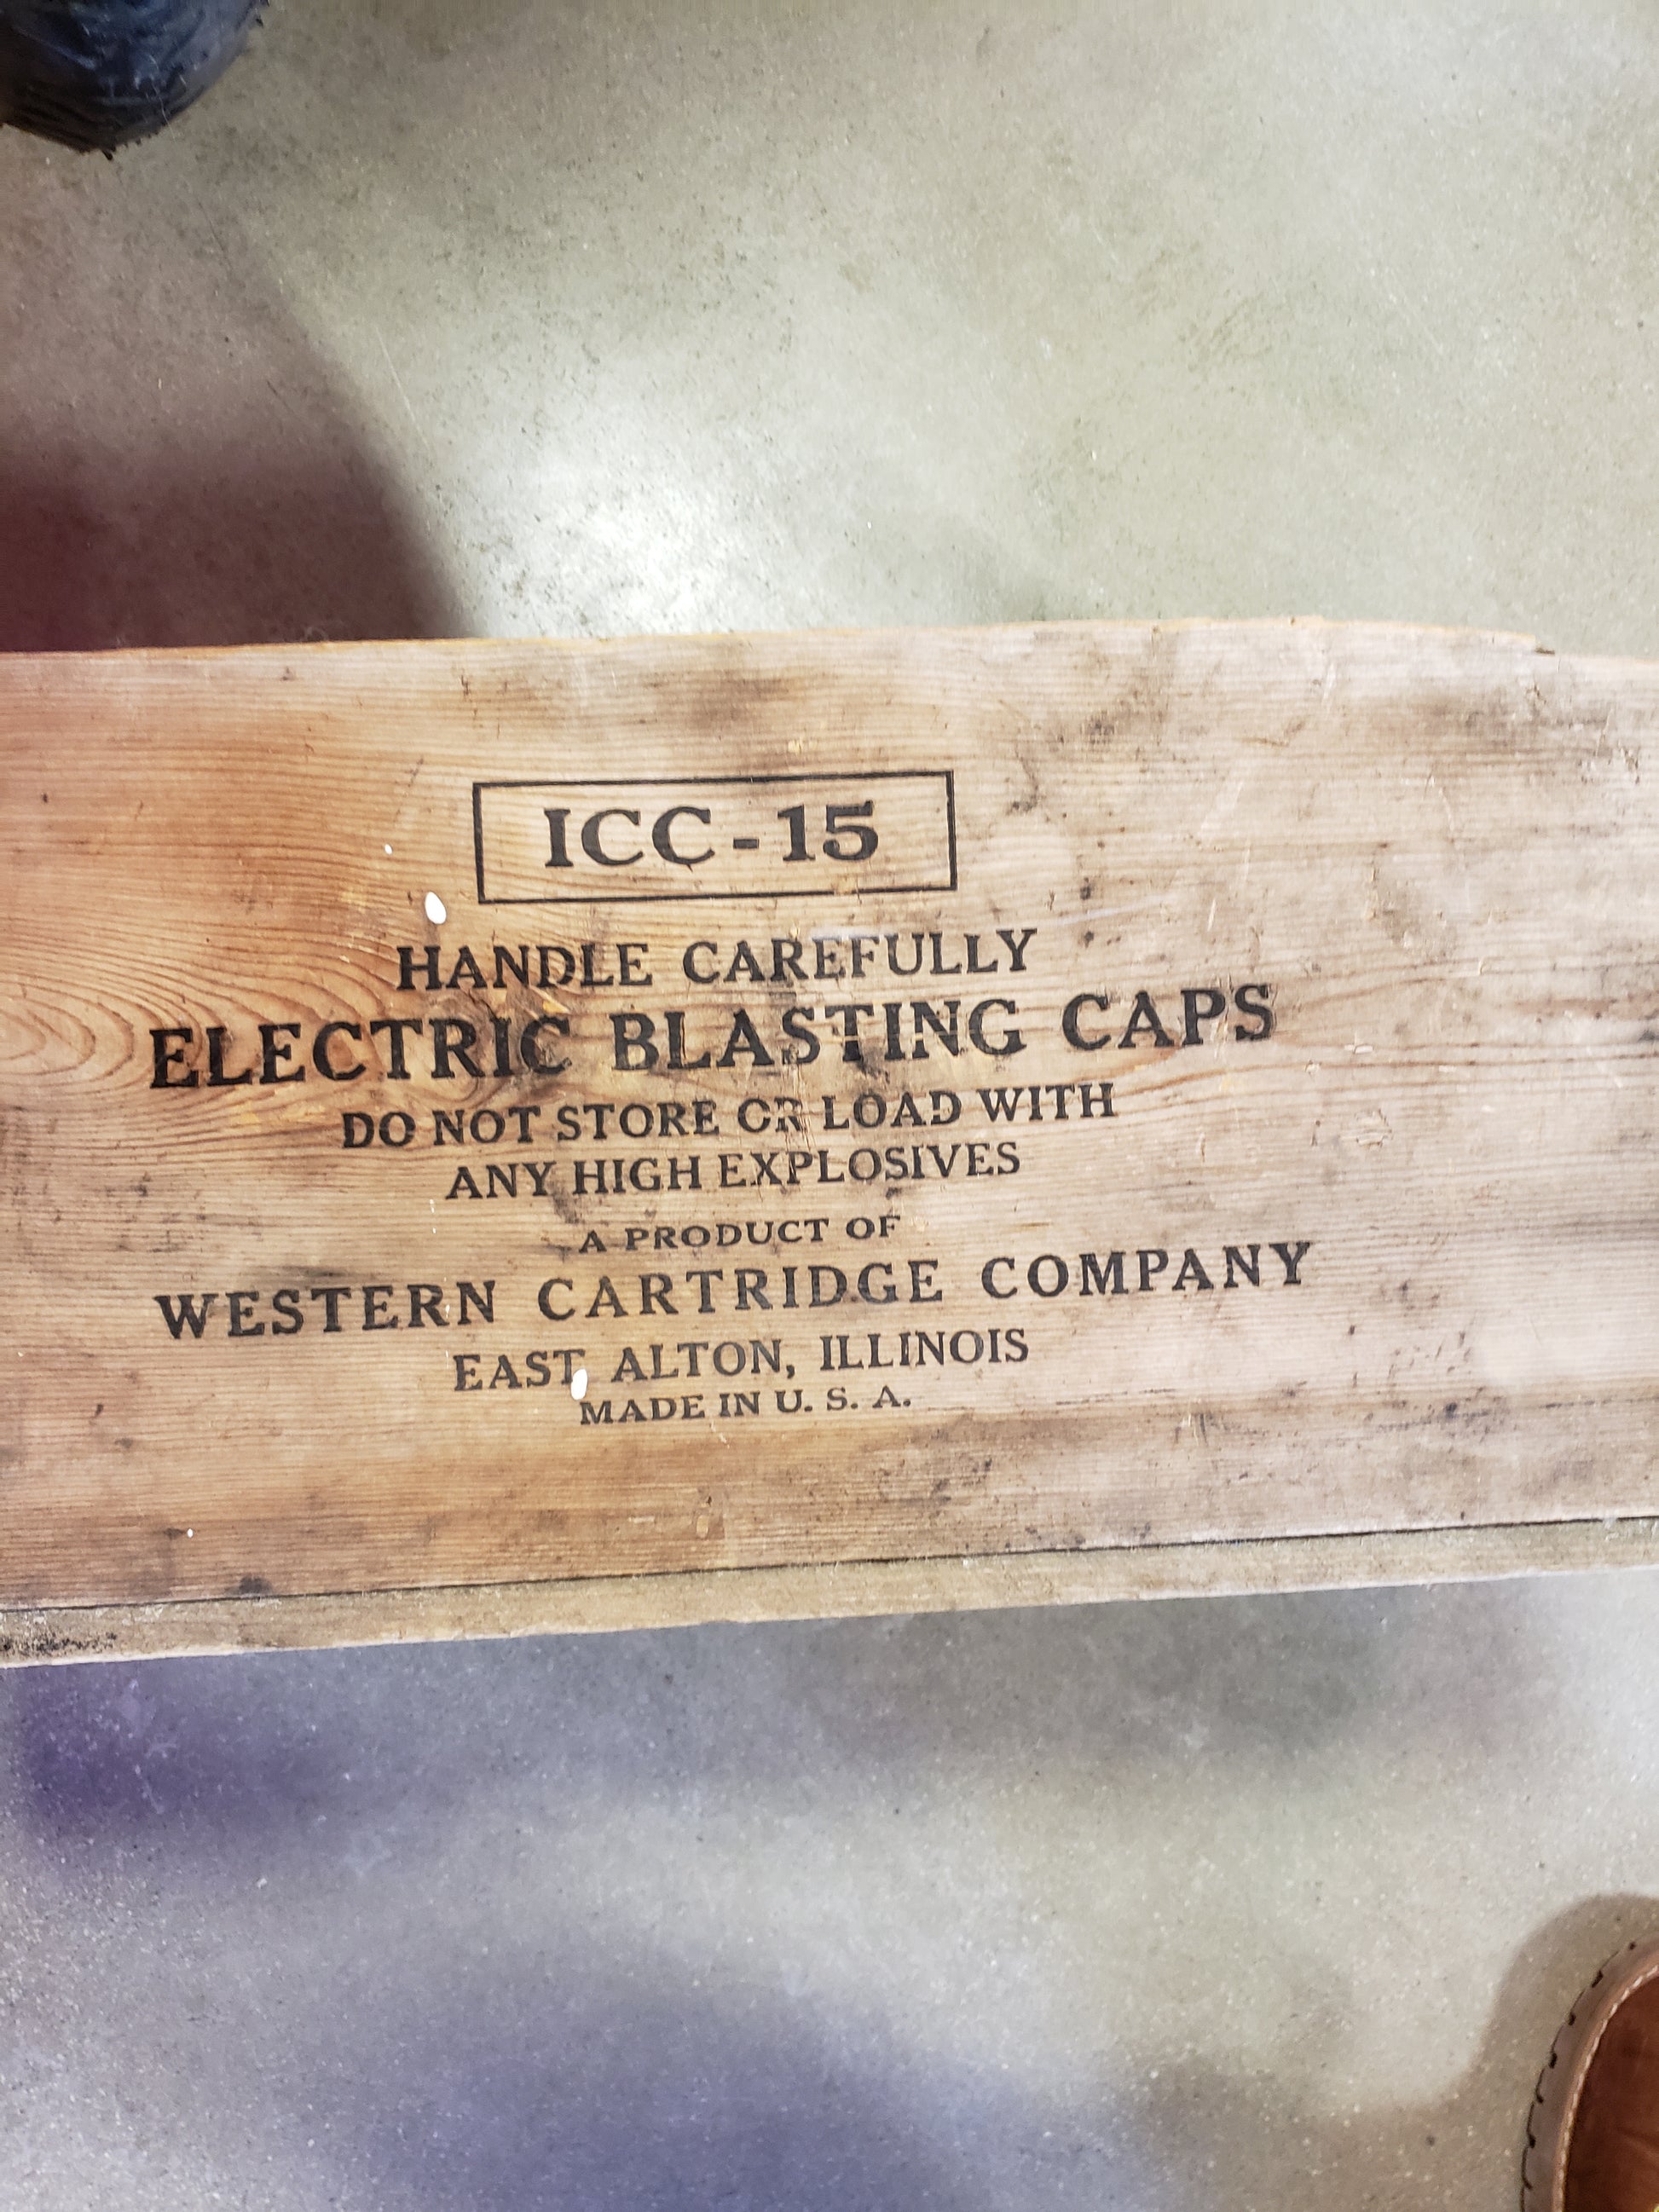 ICC-15
HANDLE CAREFULLY
ELECTRIC BLASTING CAPS
DO NOT STORE OR LOAD WITH
ANY HIGH EXPLOSIVES
A PRODUCT OF
WESTERN CARTRIDGE COMPANY
EAST ALTON, ILLINOIS
MADE IN U. S. A.